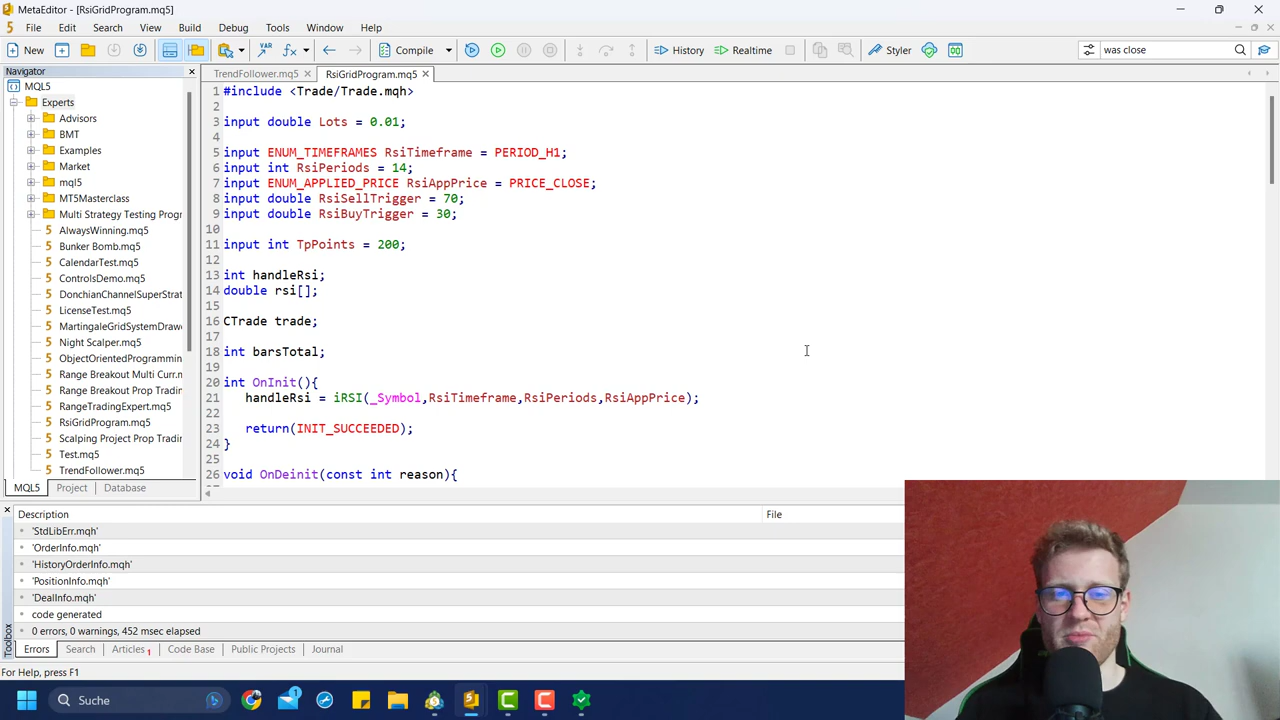 MetaEditor - [RsiGridProgram.mq5]
File Edit Search View Build Debug Tools Window Help
New Compile History Realtime Styler was close
Navigator
MQL5
Experts
Advisors
BMT
Examples
Market
mql5
MT5Masterclass
Multi Strategy Testing Progr
AlwaysWinning.mq5
Bunker Bomb.mq5
CalendarTest.mq5
ControlsDemo.mq5
DonchianChannelSuperStrat
LicenseTest.mq5
MartingaleGridSystemDraw
Night Scalper.mq5
ObjectOrientedProgrammin
Range Breakout Multi Curr.m
Range Breakout Prop Tradin
RangeTradingExpert.mq5
RsiGridProgram.mq5
Scalping Project Prop Tradin
Test.mq5
TrendFollower.mq5
MQL5 Project Database
TrendFollower.mq5 RsiGridProgram.mq5
1 #include <Trade/Trade.mqh>
2
3 input double Lots = 0.01;
4
5 input ENUM_TIMEFRAMES RsiTimeframe = PERIOD_H1;
6 input int RsiPeriods = 14;
7 input ENUM_APPLIED_PRICE RsiAppPrice = PRICE_CLOSE;
8 input double RsiSellTrigger = 70;
9 input double RsiBuyTrigger = 30;
10
11 input int TpPoints = 200;
12
13 int handleRsi;
14 double rsi[];
15
16 CTrade trade;
17
18 int barsTotal;
19
20 int OnInit(){
21 handleRsi = iRSI(_Symbol,RsiTimeframe,RsiPeriods,RsiAppPrice);
22
23 return(INIT_SUCCEEDED);
24 }
25
26 void OnDeinit(const int reason){
Description File
'StdLibErr.mqh'
'OrderInfo.mqh'
'HistoryOrderInfo.mqh'
'PositionInfo.mqh'
'DealInfo.mqh'
code generated
0 errors, 0 warnings, 452 msec elapsed
Toolbox
Errors Search Articles 1 Code Base Public Projects Journal
For Help, press F1
Suche
1